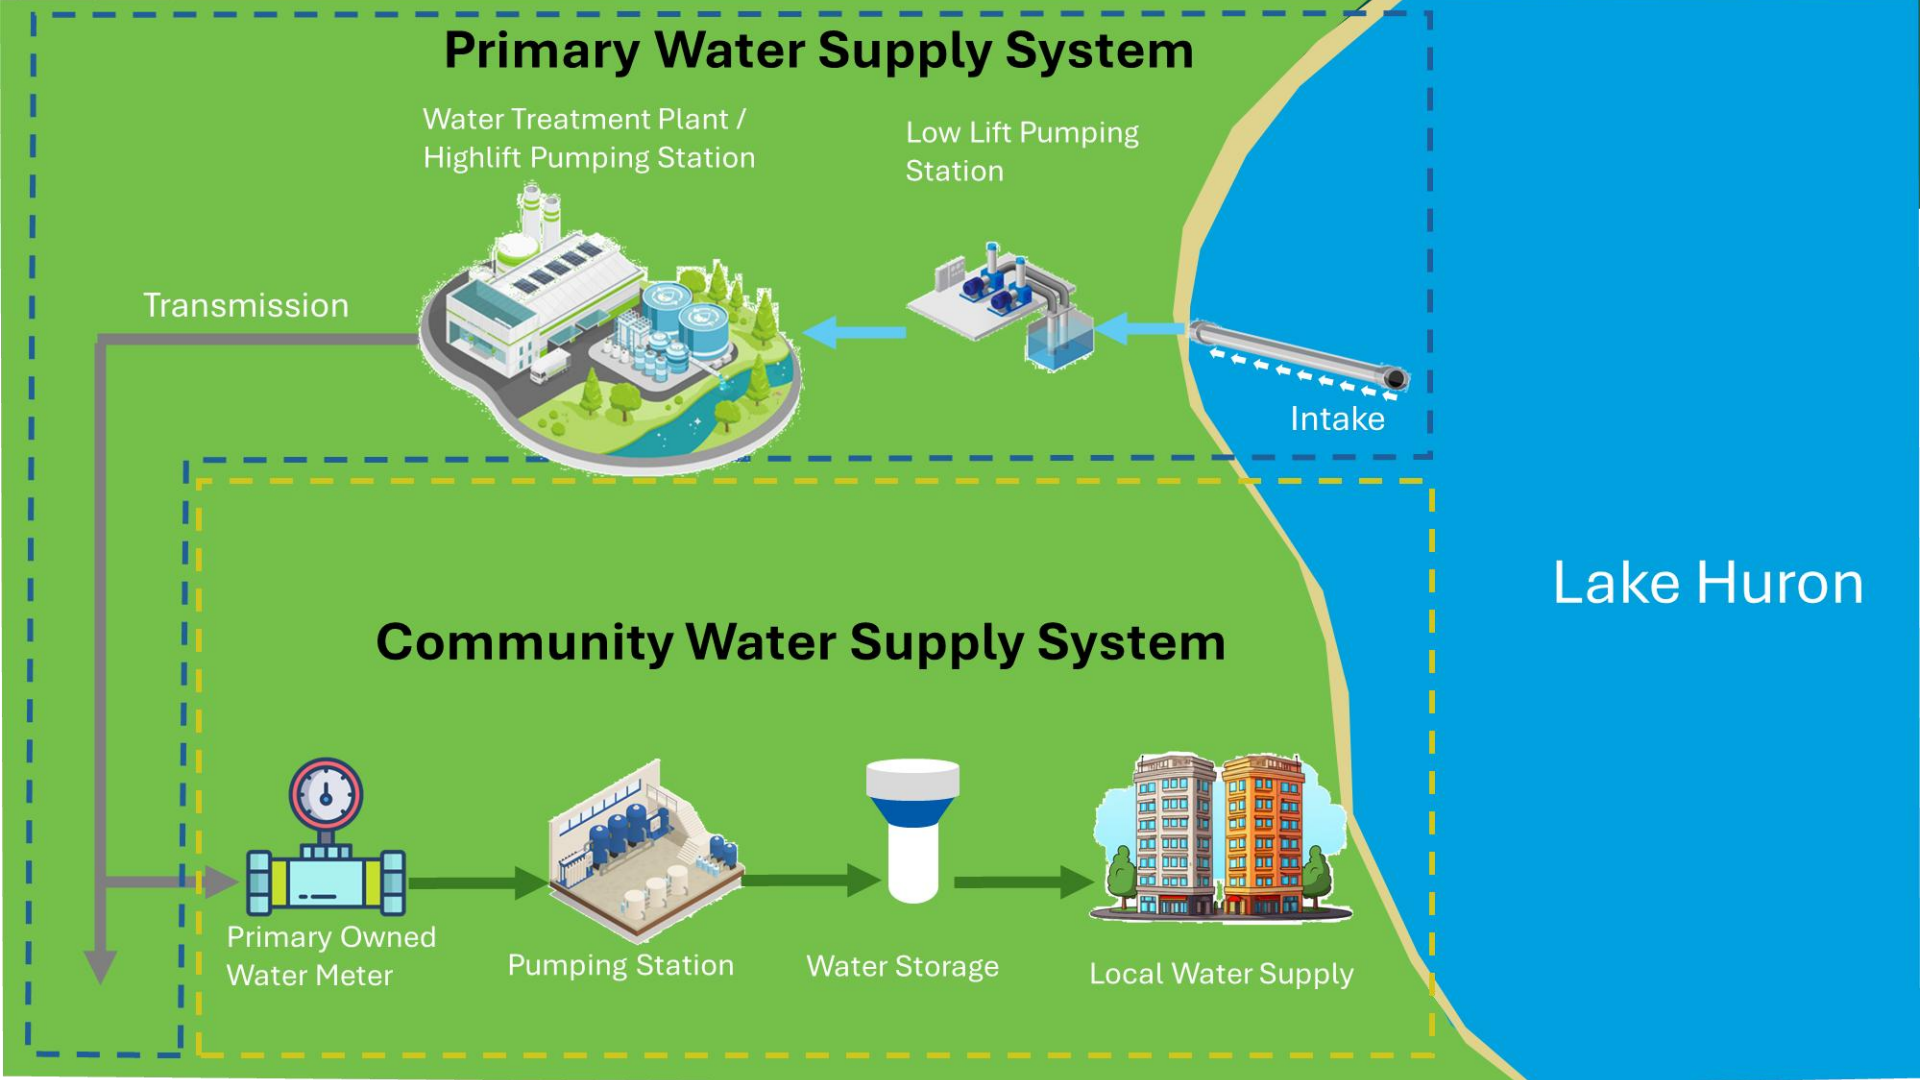 Primary Water Supply System
Water Treatment Plant /
Highlift Pumping Station
Low Lift Pumping
Station
Transmission
Intake
Lake Huron
Community Water Supply System
Primary Owned
Water Meter
Pumping Station
Water Storage
Local Water Supply